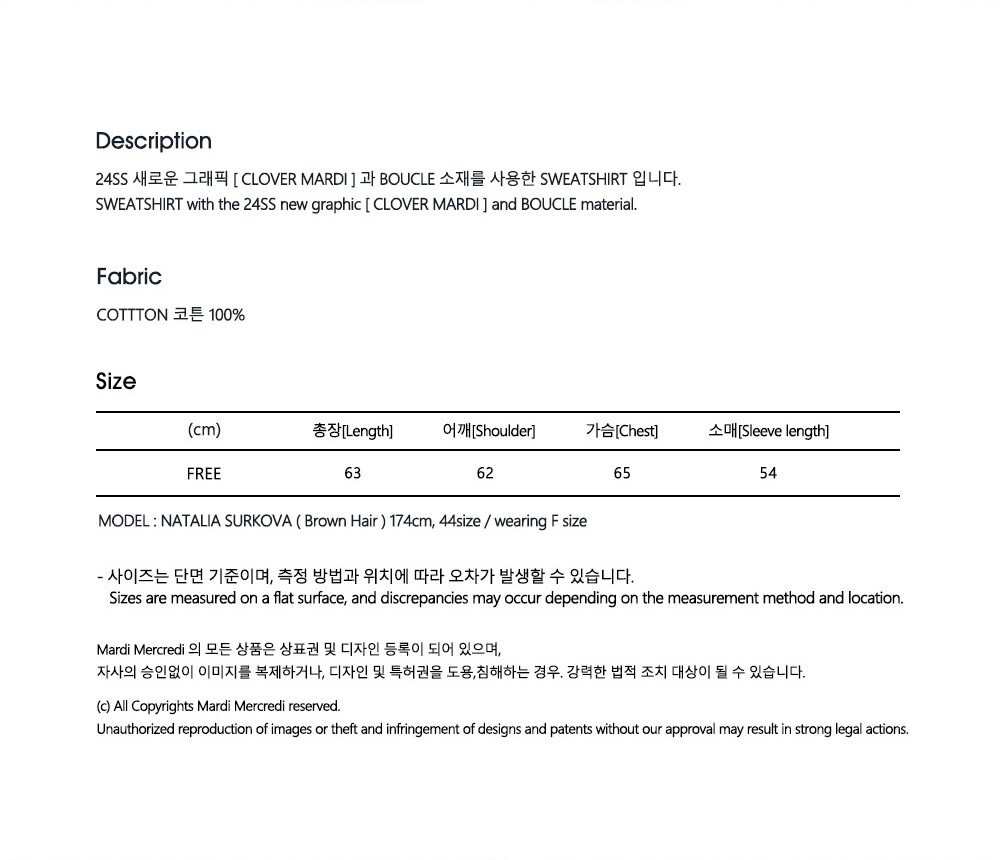 Description
24SS 새로운 그래픽 [ CLOVER MARDI ] 과 BOUCLE 소재를 사용한 SWEATSHIRT 입니다.
SWEATSHIRT with the 24SS new graphic [ CLOVER MARDI ] and BOUCLE material.
Fabric
COTTTON 코튼 100%
Size
(cm) 총장[Length] 어깨[Shoulder] 가슴[Chest] 소매[Sleeve length]
FREE 63 62 65 54
MODEL : NATALIA SURKOVA ( Brown Hair ) 174cm, 44size / wearing F size
- 사이즈는 단면 기준이며, 측정 방법과 위치에 따라 오차가 발생할 수 있습니다.
Sizes are measured on a flat surface, and discrepancies may occur depending on the measurement method and location.
Mardi Mercredi 의 모든 상품은 상표권 및 디자인 등록이 되어 있으며,
자사의 승인없이 이미지를 복제하거나, 디자인 및 특허권을 도용,침해하는 경우. 강력한 법적 조치 대상이 될 수 있습니다.
(c) All Copyrights Mardi Mercredi reserved.
Unauthorized reproduction of images or theft and infringement of designs and patents without our approval may result in strong legal actions.